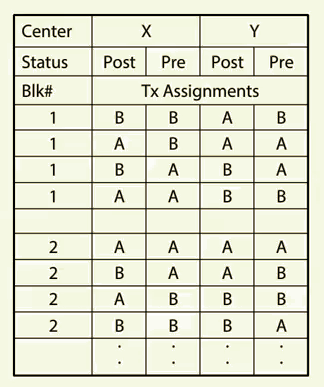 Center X Y
Status Post Pre Post Pre
Blk# Tx Assignments
1 B B A B
1 A B A A
1 B A B A
1 A A B B
2 A A A A
2 B A A B
2 A B B B
2 B B B A
: : : :